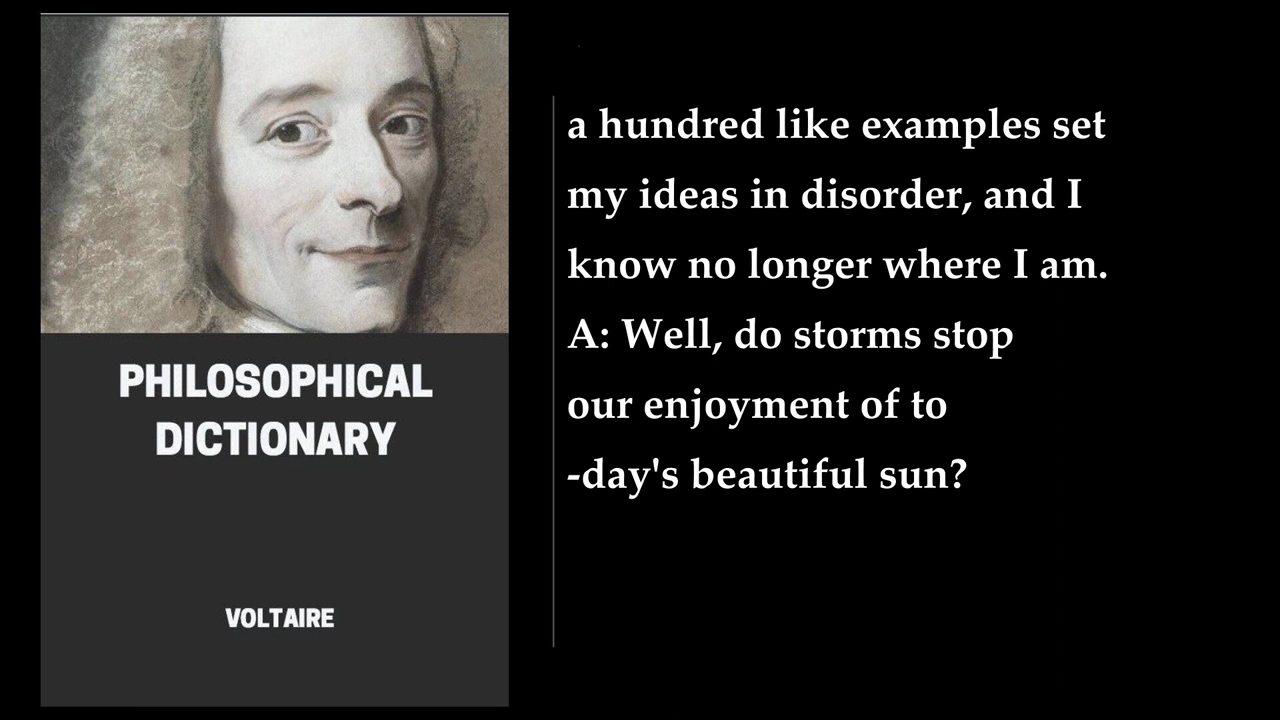 PHILOSOPHICAL
DICTIONARY
VOLTAIRE
a hundred like examples set
my ideas in disorder, and I
know no longer where I am.
A: Well, do storms stop
our enjoyment of to
-day's beautiful sun?